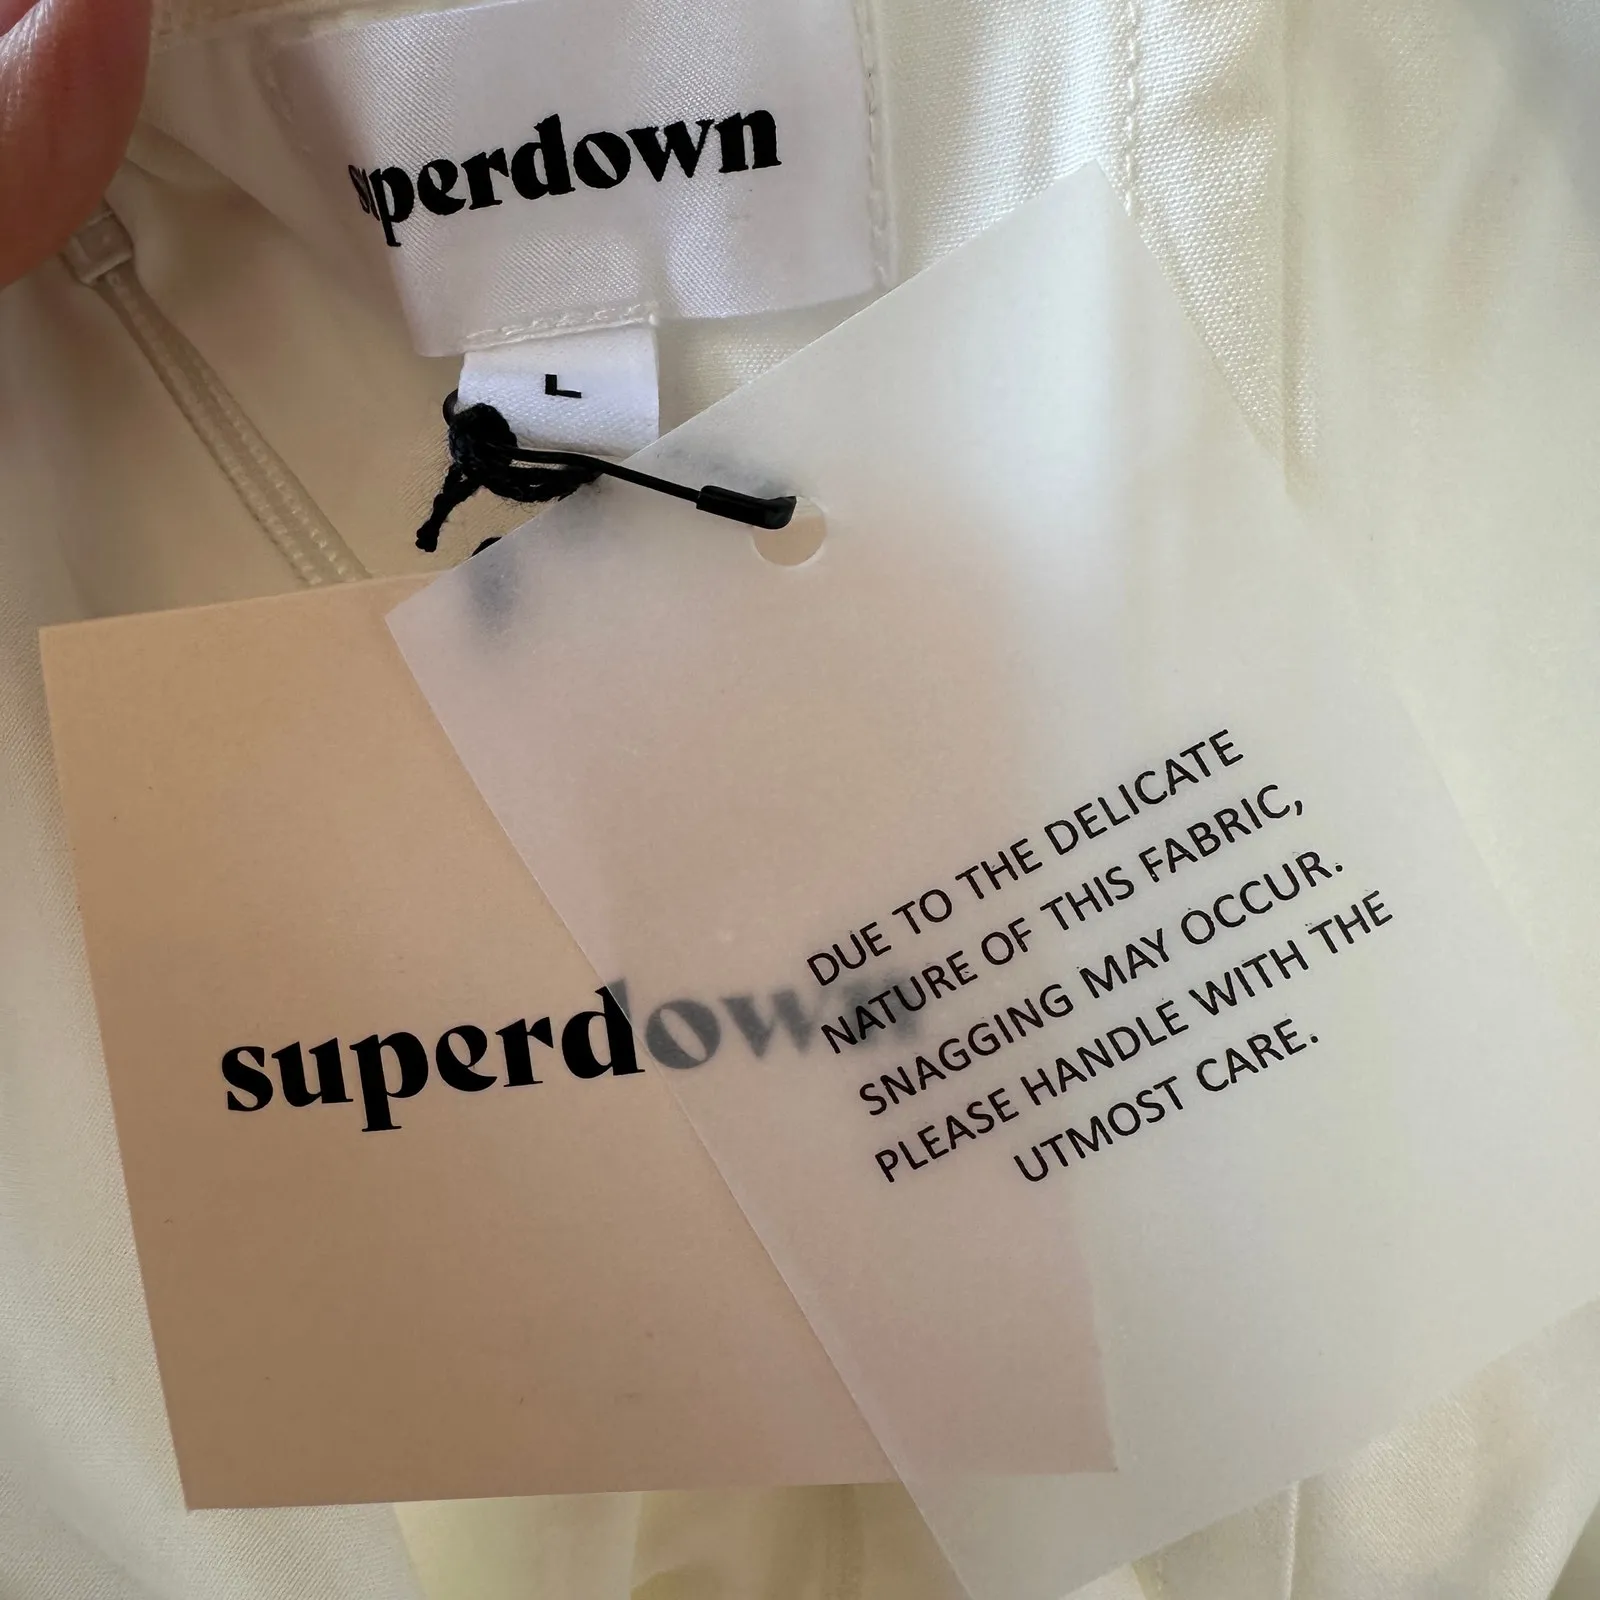 superdown
L
superdown
DUE TO THE DELICATE
NATURE OF THIS FABRIC,
SNAGGING MAY OCCUR.
PLEASE HANDLE WITH THE
UTMOST CARE.